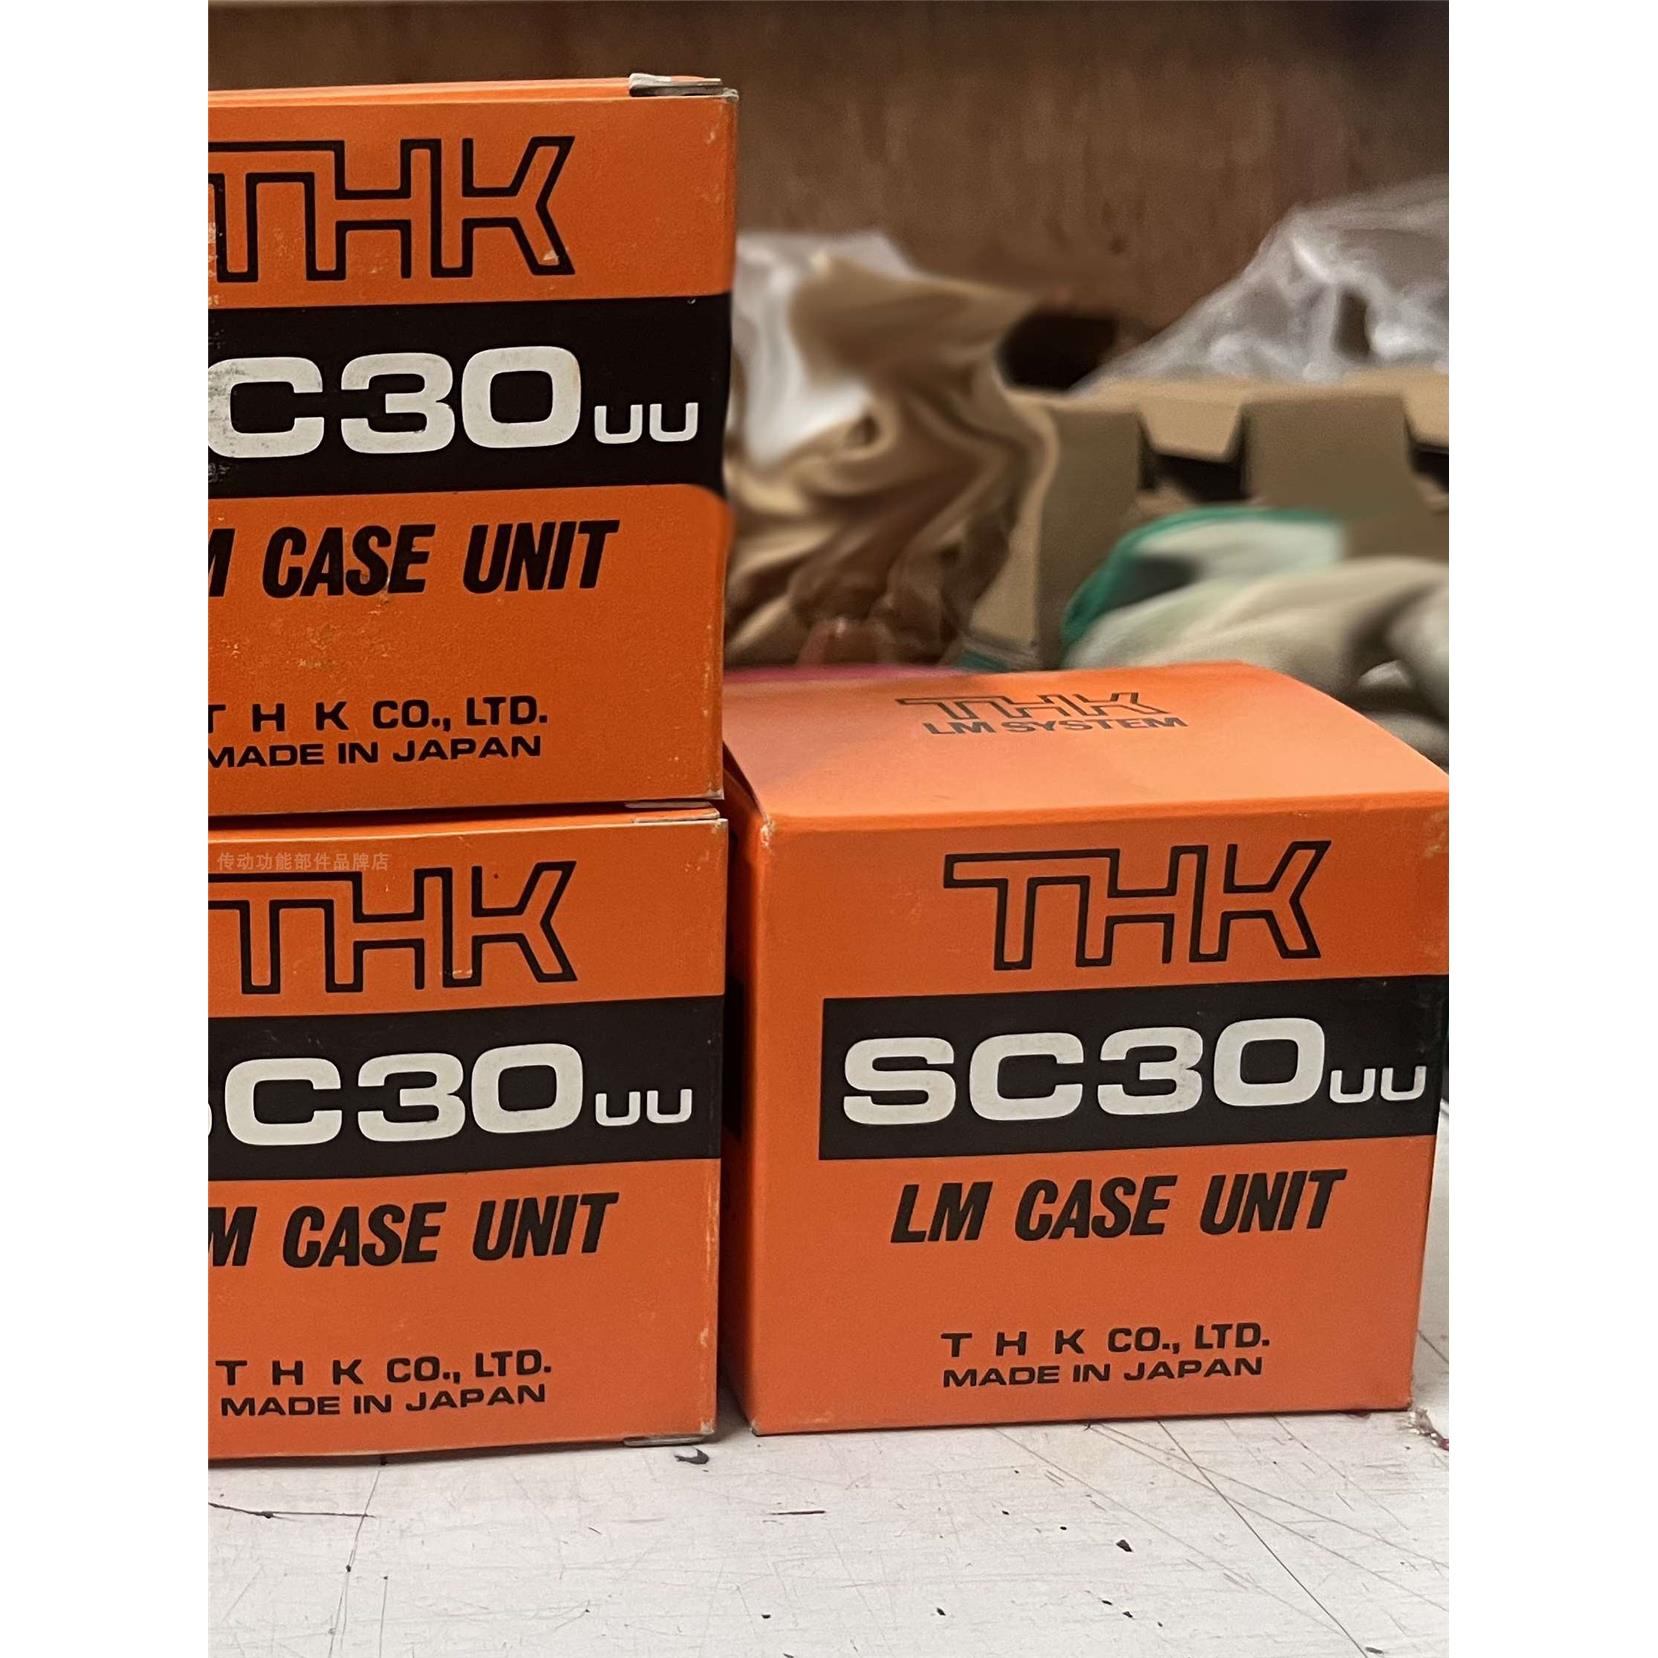 THK
C30UU
M CASE UNIT
T H K CO., LTD.
MADE IN JAPAN
传动功能部件品牌店
THK
SC30UU
M CASE UNIT
T H K CO., LTD.
MADE IN JAPAN
THK
LM SYSTEM
THK
SC30UU
LM CASE UNIT
T H K CO., LTD.
MADE IN JAPAN